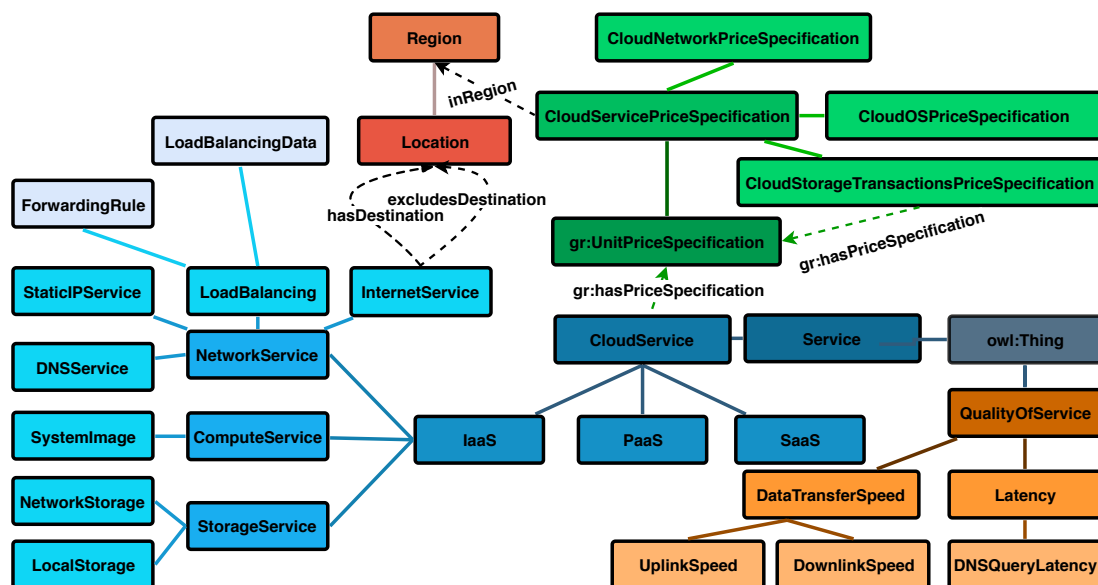 Region
CloudNetworkPriceSpecification
inRegion
CloudServicePriceSpecification
CloudOSPriceSpecification
LoadBalancingData
Location
CloudStorageTransactionsPriceSpecification
ForwardingRule
excludesDestination
hasDestination
gr:UnitPriceSpecification
gr:hasPriceSpecification
StaticIPService
LoadBalancing
InternetService
gr:hasPriceSpecification
CloudService
Service
owl:Thing
NetworkService
DNSService
QualityOfService
SystemImage
ComputeService
IaaS
PaaS
SaaS
NetworkStorage
DataTransferSpeed
Latency
StorageService
LocalStorage
UplinkSpeed
DownlinkSpeed
DNSQueryLatency